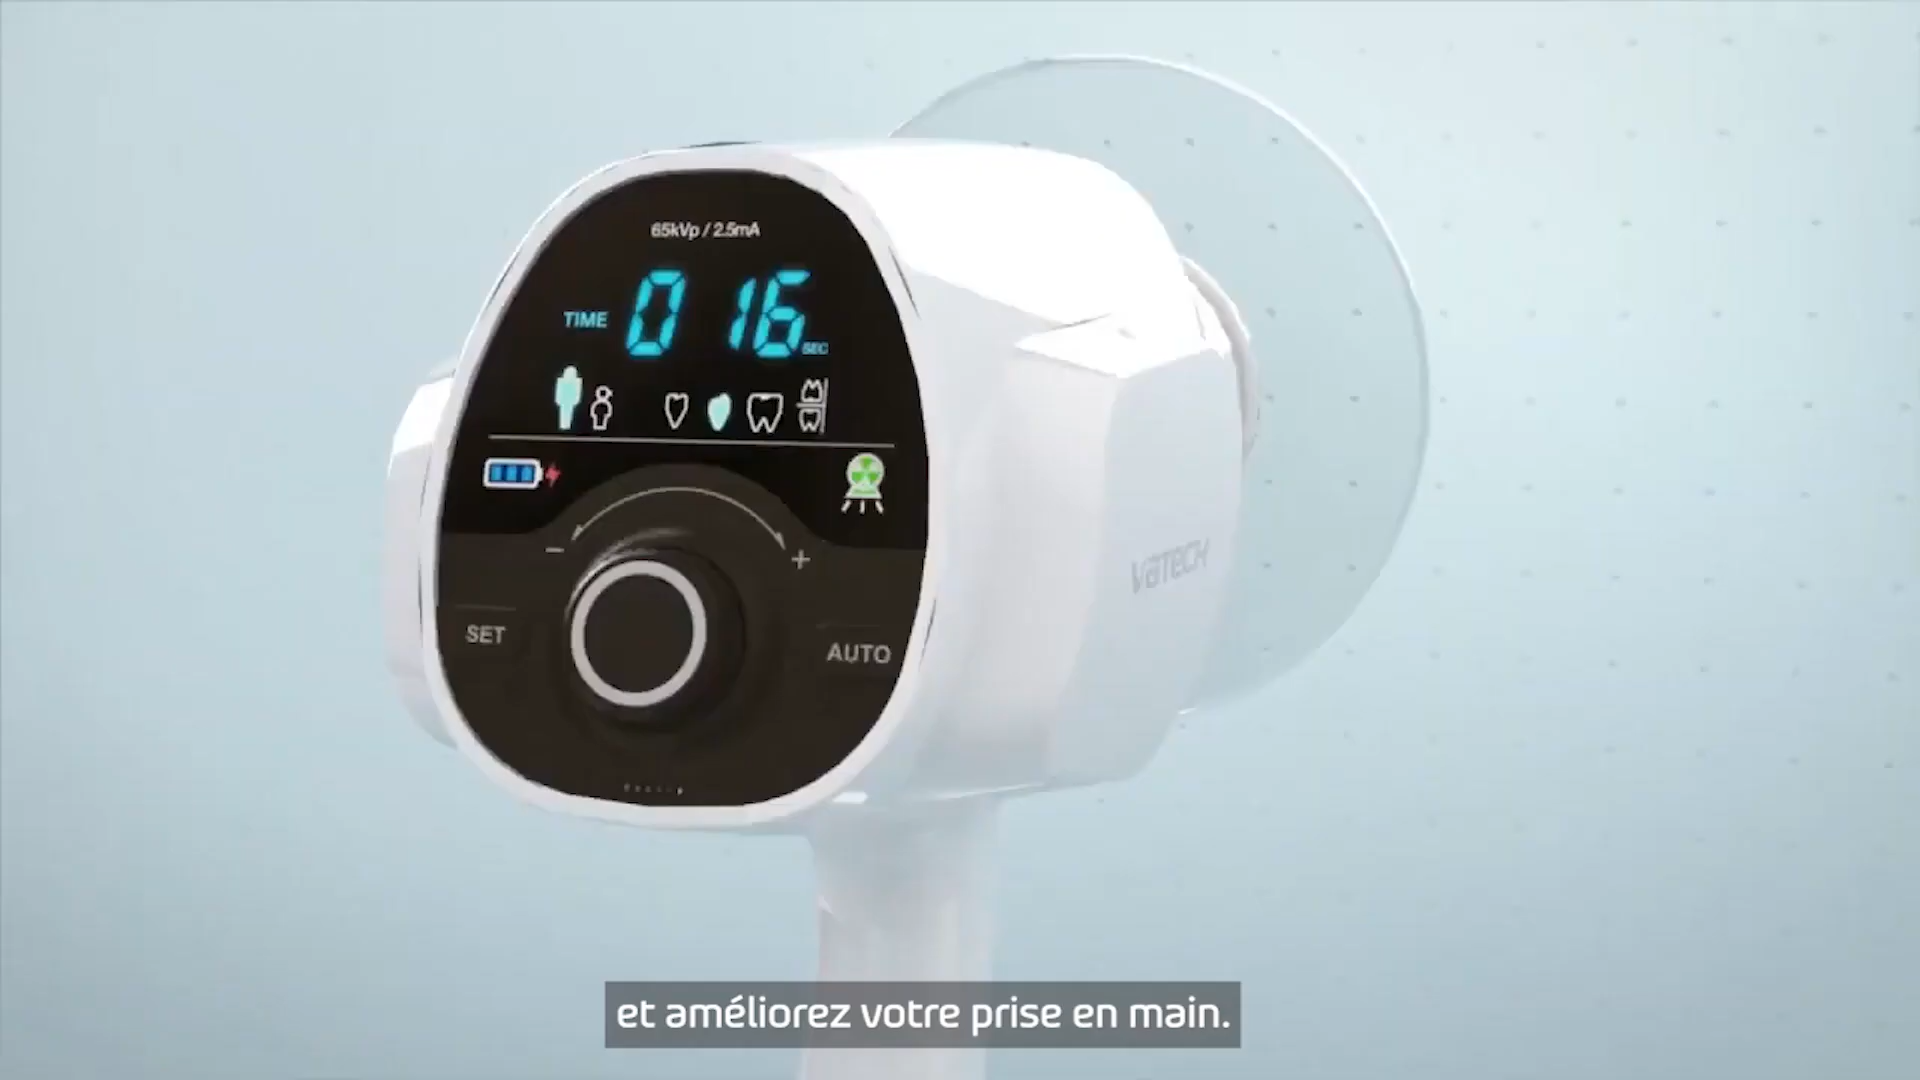 65kVp / 2.5mA
TIME 0 16 SEC
− +
SET
AUTO
vatech
et améliorez votre prise en main.